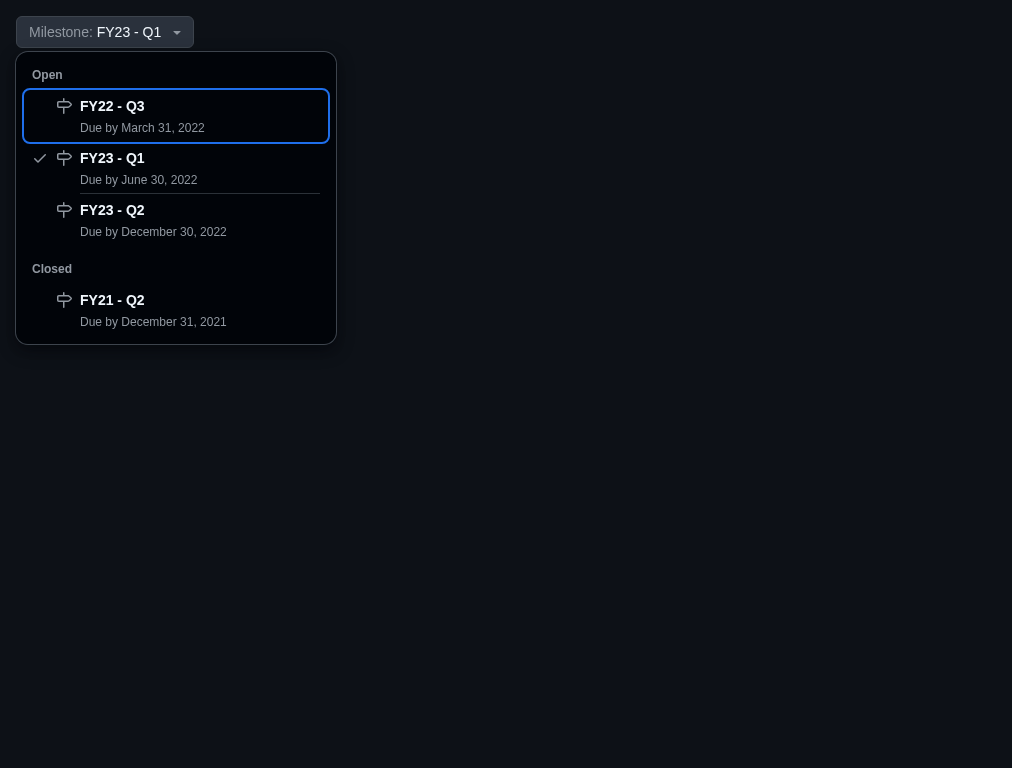 Milestone: FY23 - Q1
Open
FY22 - Q3
Due by March 31, 2022
FY23 - Q1
Due by June 30, 2022
FY23 - Q2
Due by December 30, 2022
Closed
FY21 - Q2
Due by December 31, 2021